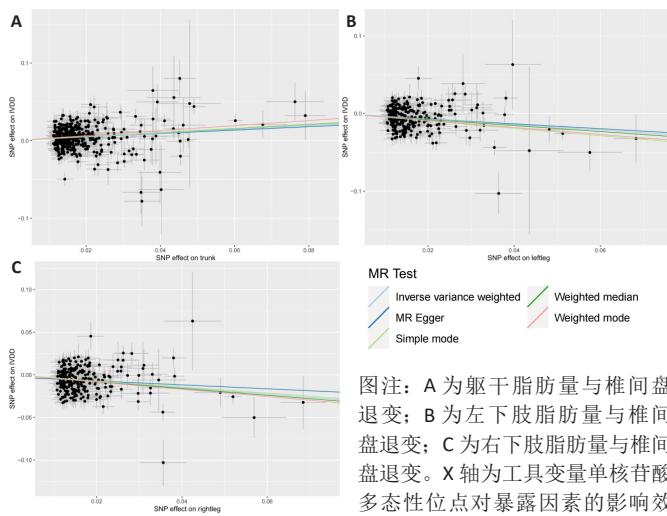 A
SNP effect on IVDD
0.1
0.0
−0.1
0.02
0.04
0.06
0.08
SNP effect on trunk
B
SNP effect on IVDD
0.1
0.0
−0.1
0.02
0.04
0.06
SNP effect on leftleg
C
SNP effect on IVDD
0.05
0.00
−0.05
−0.10
0.02
0.04
0.06
SNP effect on rightleg
MR Test
Inverse variance weighted
MR Egger
Simple mode
Weighted median
Weighted mode
图注：A 为躯干脂肪量与椎间盘
退变；B 为左下肢脂肪量与椎间
盘退变；C 为右下肢脂肪量与椎间
盘退变。X 轴为工具变量单核苷酸
多态性位点对暴露因素的影响效